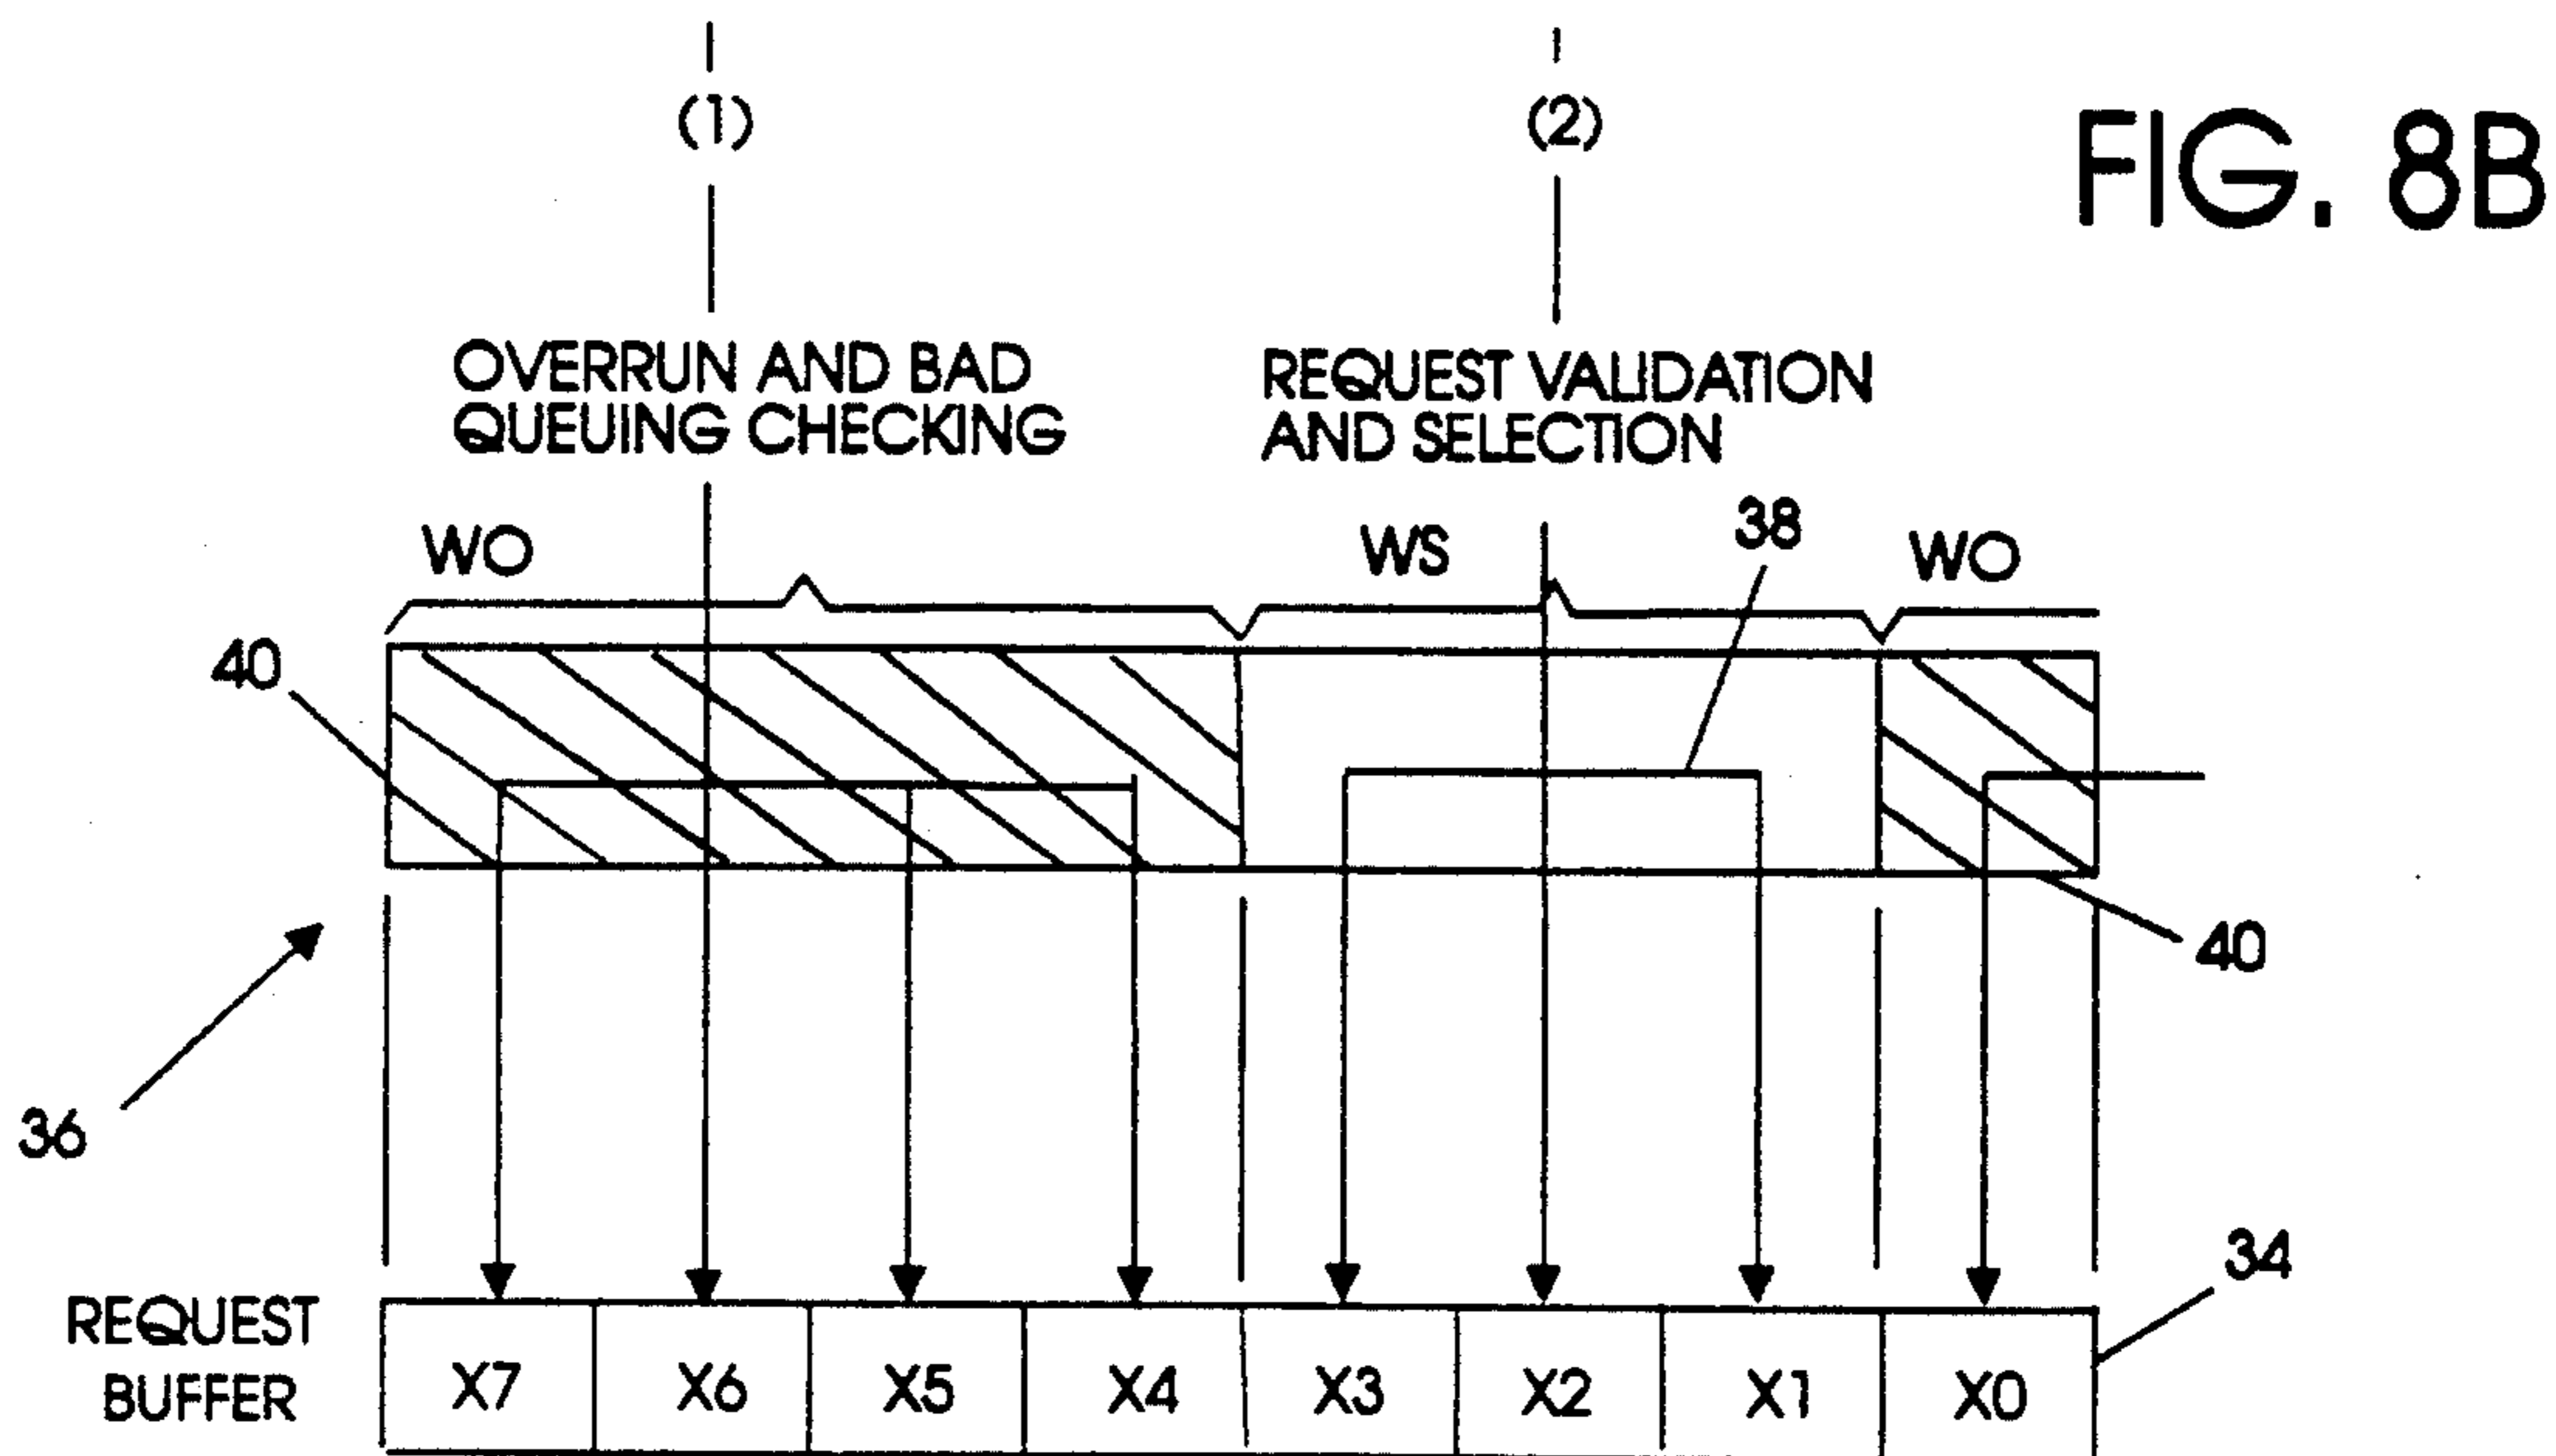 (1)
(2)
FIG. 8B
OVERRUN AND BAD
QUEUING CHECKING
REQUEST VALIDATION
AND SELECTION
WO
WS
38
WO
40
40
36
34
REQUEST
BUFFER
X7 X6 X5 X4 X3 X2 X1 X0